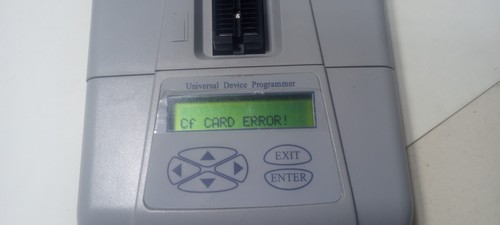 Universal Device Programmer
Cf CARD ERROR!
EXIT
ENTER